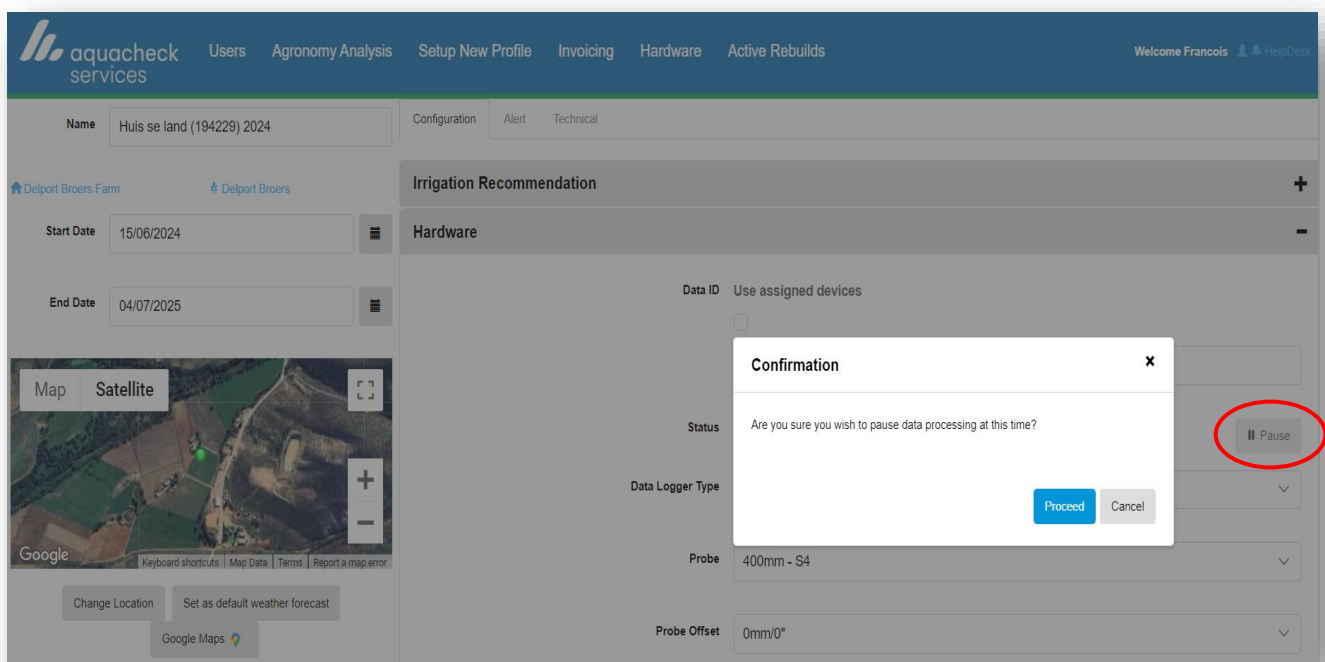 aquacheck services
Users Agronomy Analysis Setup New Profile Invoicing Hardware Active Rebuilds
Welcome Francois HelpDesk
Name Huis se land (194229) 2024
Delport Broers Farm Delport Broers
Start Date 15/06/2024
End Date 04/07/2025
Map Satellite
Google
Keyboard shortcuts Map Data Terms Report a map error
Change Location Set as default weather forecast
Google Maps
Configuration Alert Technical
Irrigation Recommendation
Hardware
Data ID Use assigned devices
Status Pause
Data Logger Type
Probe 400mm - S4
Probe Offset 0mm/0"
Confirmation
Are you sure you wish to pause data processing at this time?
Proceed Cancel